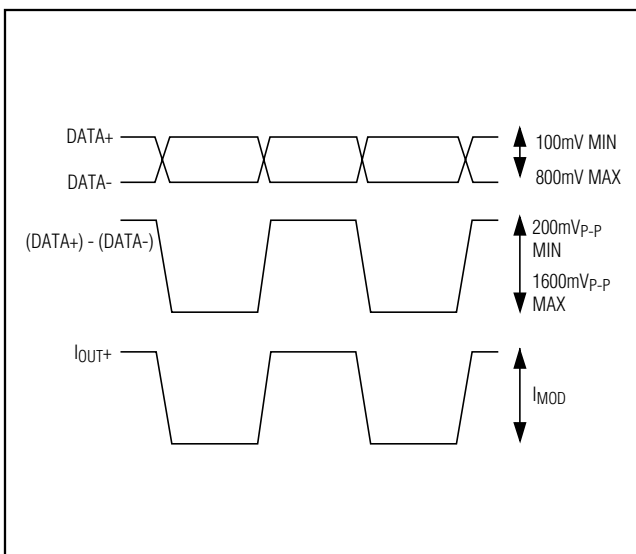 DATA+
DATA-
100mV MIN
800mV MAX
(DATA+) - (DATA-)
200mVP-P
MIN
1600mVP-P
MAX
IOUT+
IMOD